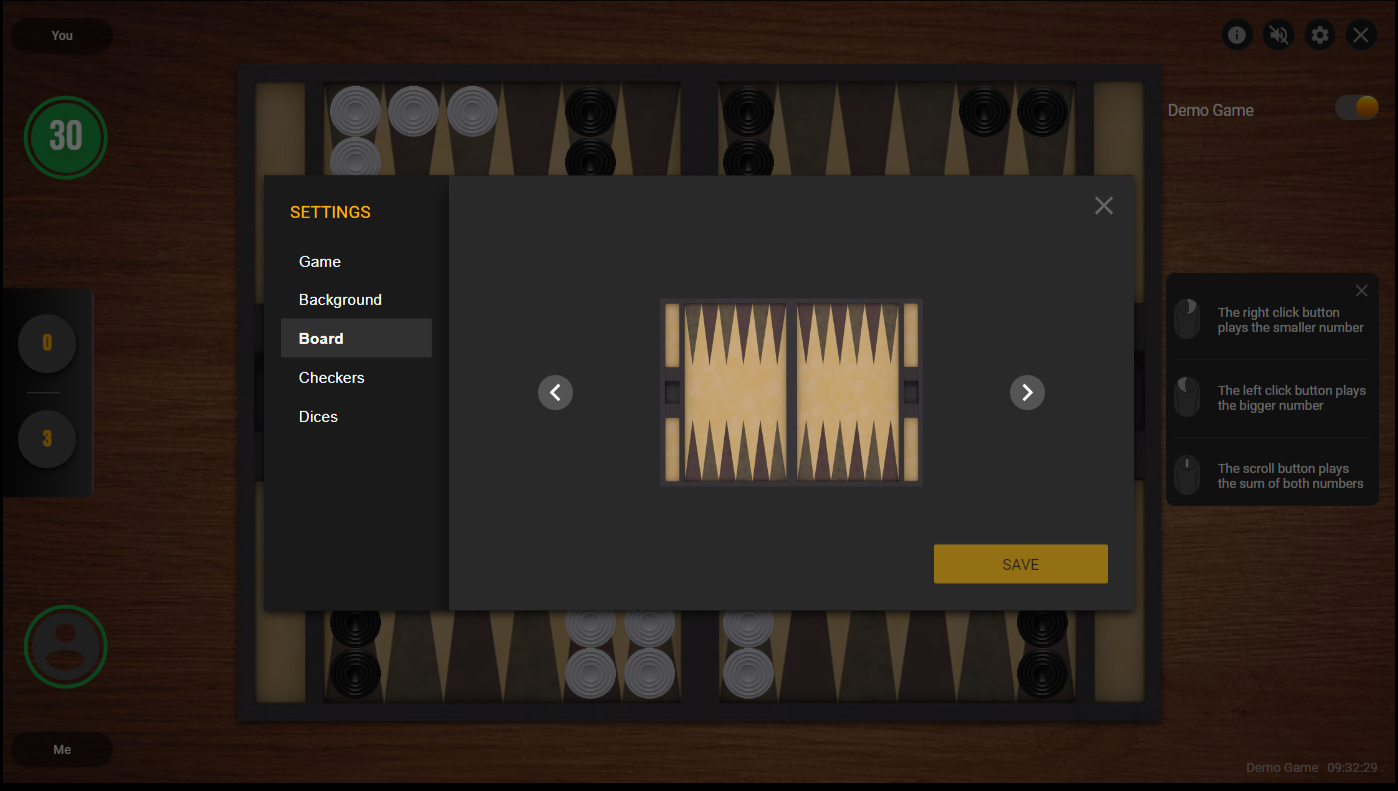 You
30
Demo Game
SETTINGS
Game
Background
Board
Checkers
Dices
0
3
The right click button
plays the smaller number
The left click button plays
the bigger number
The scroll button plays
the sum of both numbers
SAVE
Me
Demo Game 09:32:29